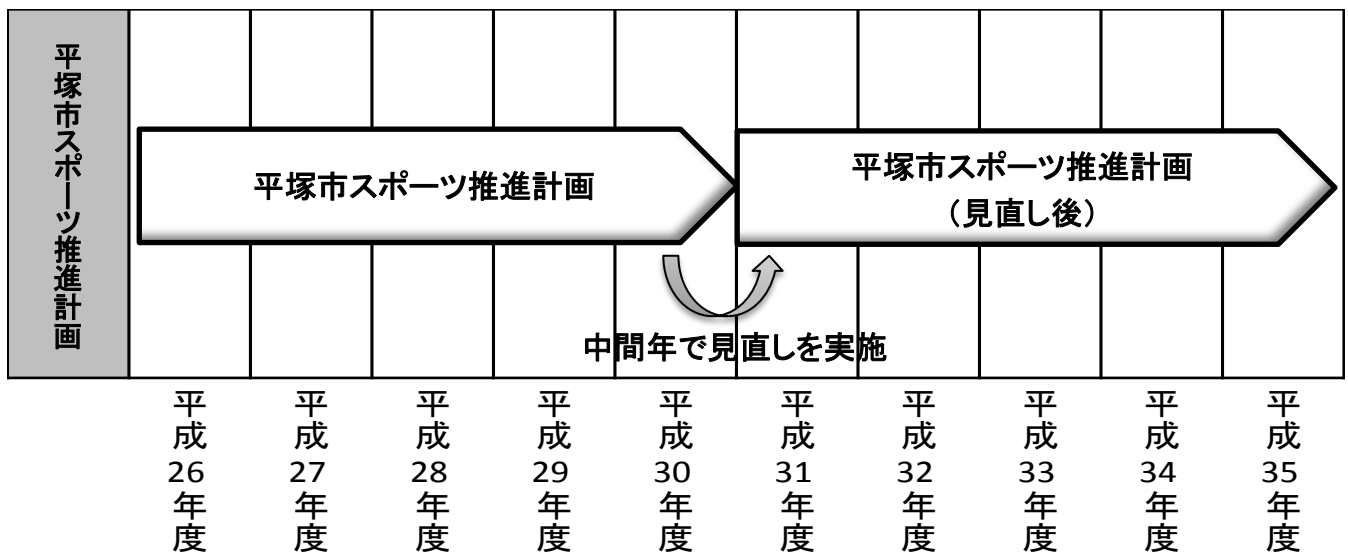 平塚市スポーツ推進計画
平塚市スポーツ推進計画
平塚市スポーツ推進計画
（見直し後）
中間年で見直しを実施
平成26年度
平成27年度
平成28年度
平成29年度
平成30年度
平成31年度
平成32年度
平成33年度
平成34年度
平成35年度